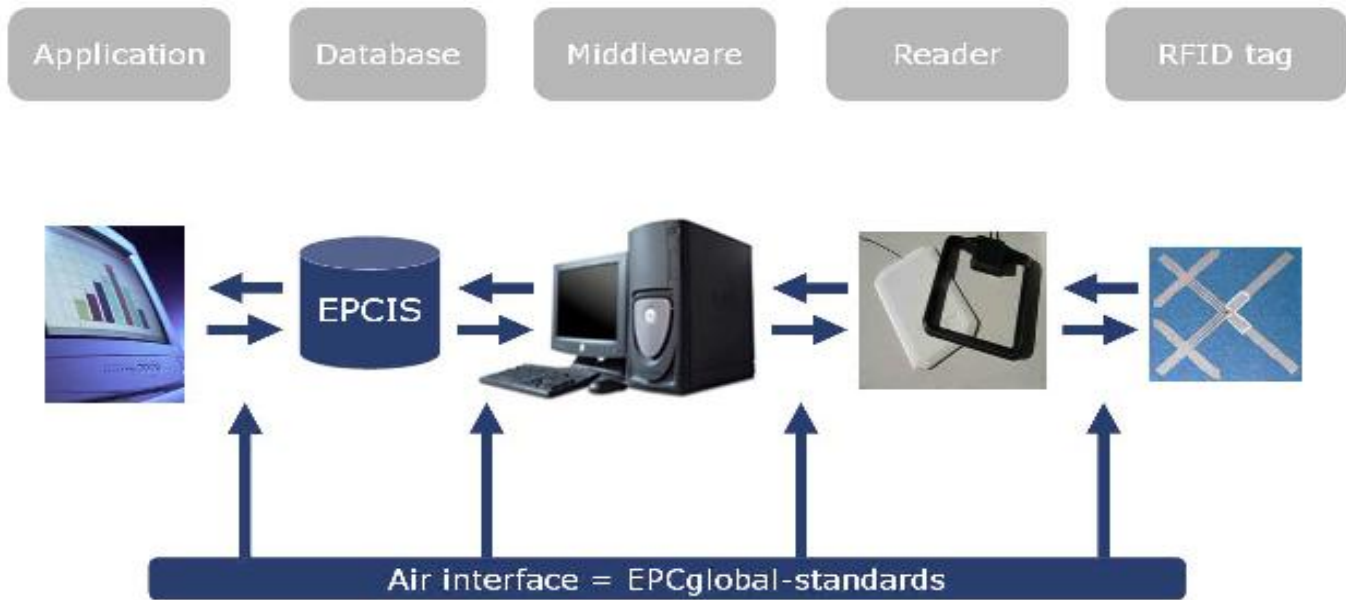 Application
Database
Middleware
Reader
RFID tag
EPCIS
Air interface = EPCglobal-standards